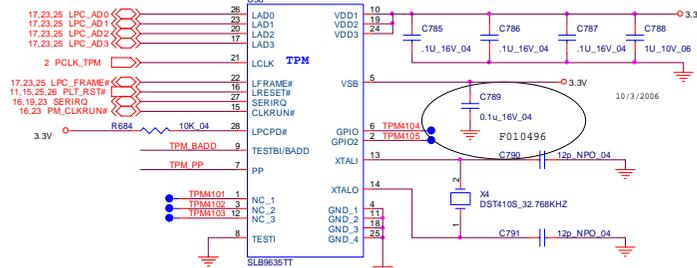 17,23,25 LPC_AD0 26 LAD0 VDD1 10 3.3
17,23,25 LPC_AD1 23 LAD1 VDD2 19
17,23,25 LPC_AD2 20 LAD2 VDD3 24
17,23,25 LPC_AD3 17 LAD3
C785 C786 C787 C788
.1U_16V_04 .1U_16V_04 .1U_16V_04 1U_10V_06
TPM
2 PCLK_TPM 21 LCLK
17,23,25 LPC_FRAME# 22 LFRAME# VSB 5 3.3V
11,15,25,26 PLT_RST# 16 LRESET#
16,19,23 SERIRQ 27 SERIRQ
16,23 PM_CLKRUN# 15 CLKRUN#
C789
0.1u_16V_04
10/3/2006
3.3V R684 10K_04 28 LPCPD# GPIO 6 TPM4104
GPIO2 2 TPM4105
F010496
TPM_BADD 9 TESTBI/BADD
TPM_PP 7 PP
XTALI 13 C790 12p_NPO_04
XTALO 14
2
X4
DST410S_32.768KHZ
1
TPM4101 1 NC_1
TPM4102 3 NC_2
TPM4103 12 NC_3
GND_1 4
GND_2 11
GND_3 18
GND_4 25
8 TESTI
C791 12p_NPO_04
SLB9635TT